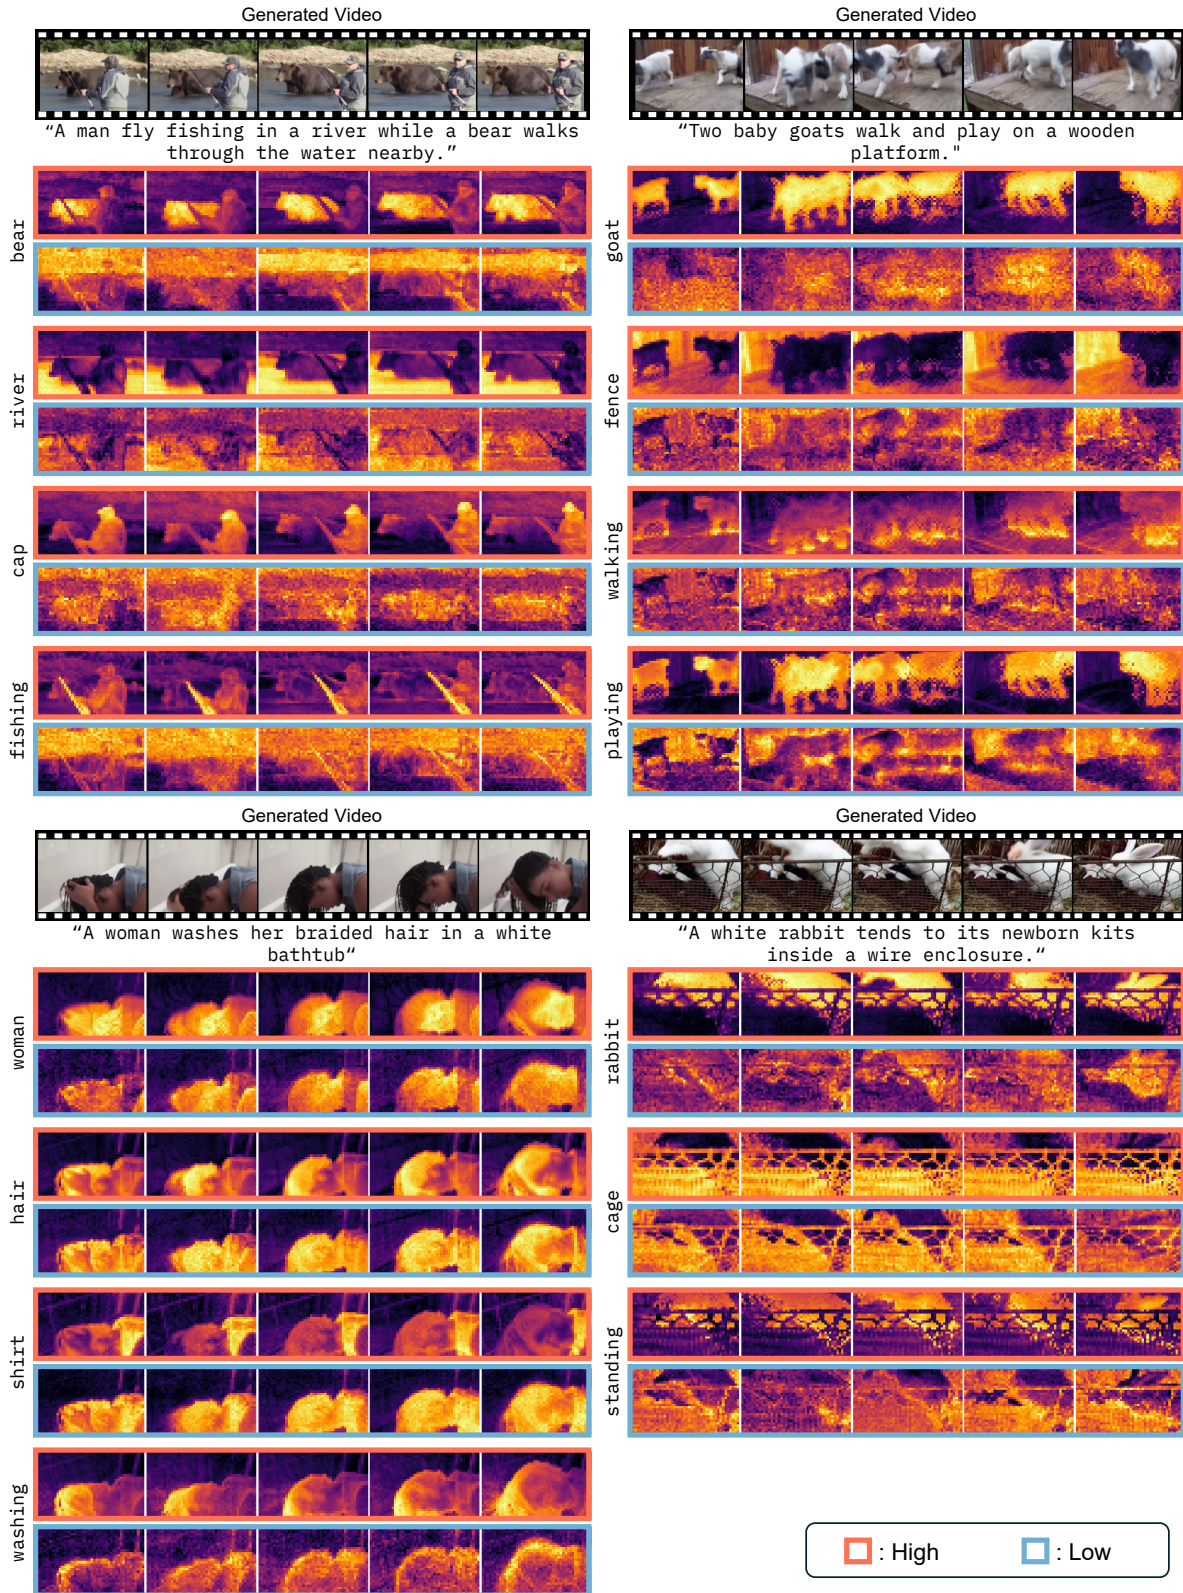 Generated Video
“A man fly fishing in a river while a bear walks
through the water nearby.”
bear
river
cap
fishing
Generated Video
“Two baby goats walk and play on a wooden
platform."
goat
fence
walking
playing
Generated Video
“A woman washes her braided hair in a white
bathtub“
woman
hair
shirt
washing
Generated Video
“A white rabbit tends to its newborn kits
inside a wire enclosure.“
rabbit
cage
standing
: High
: Low